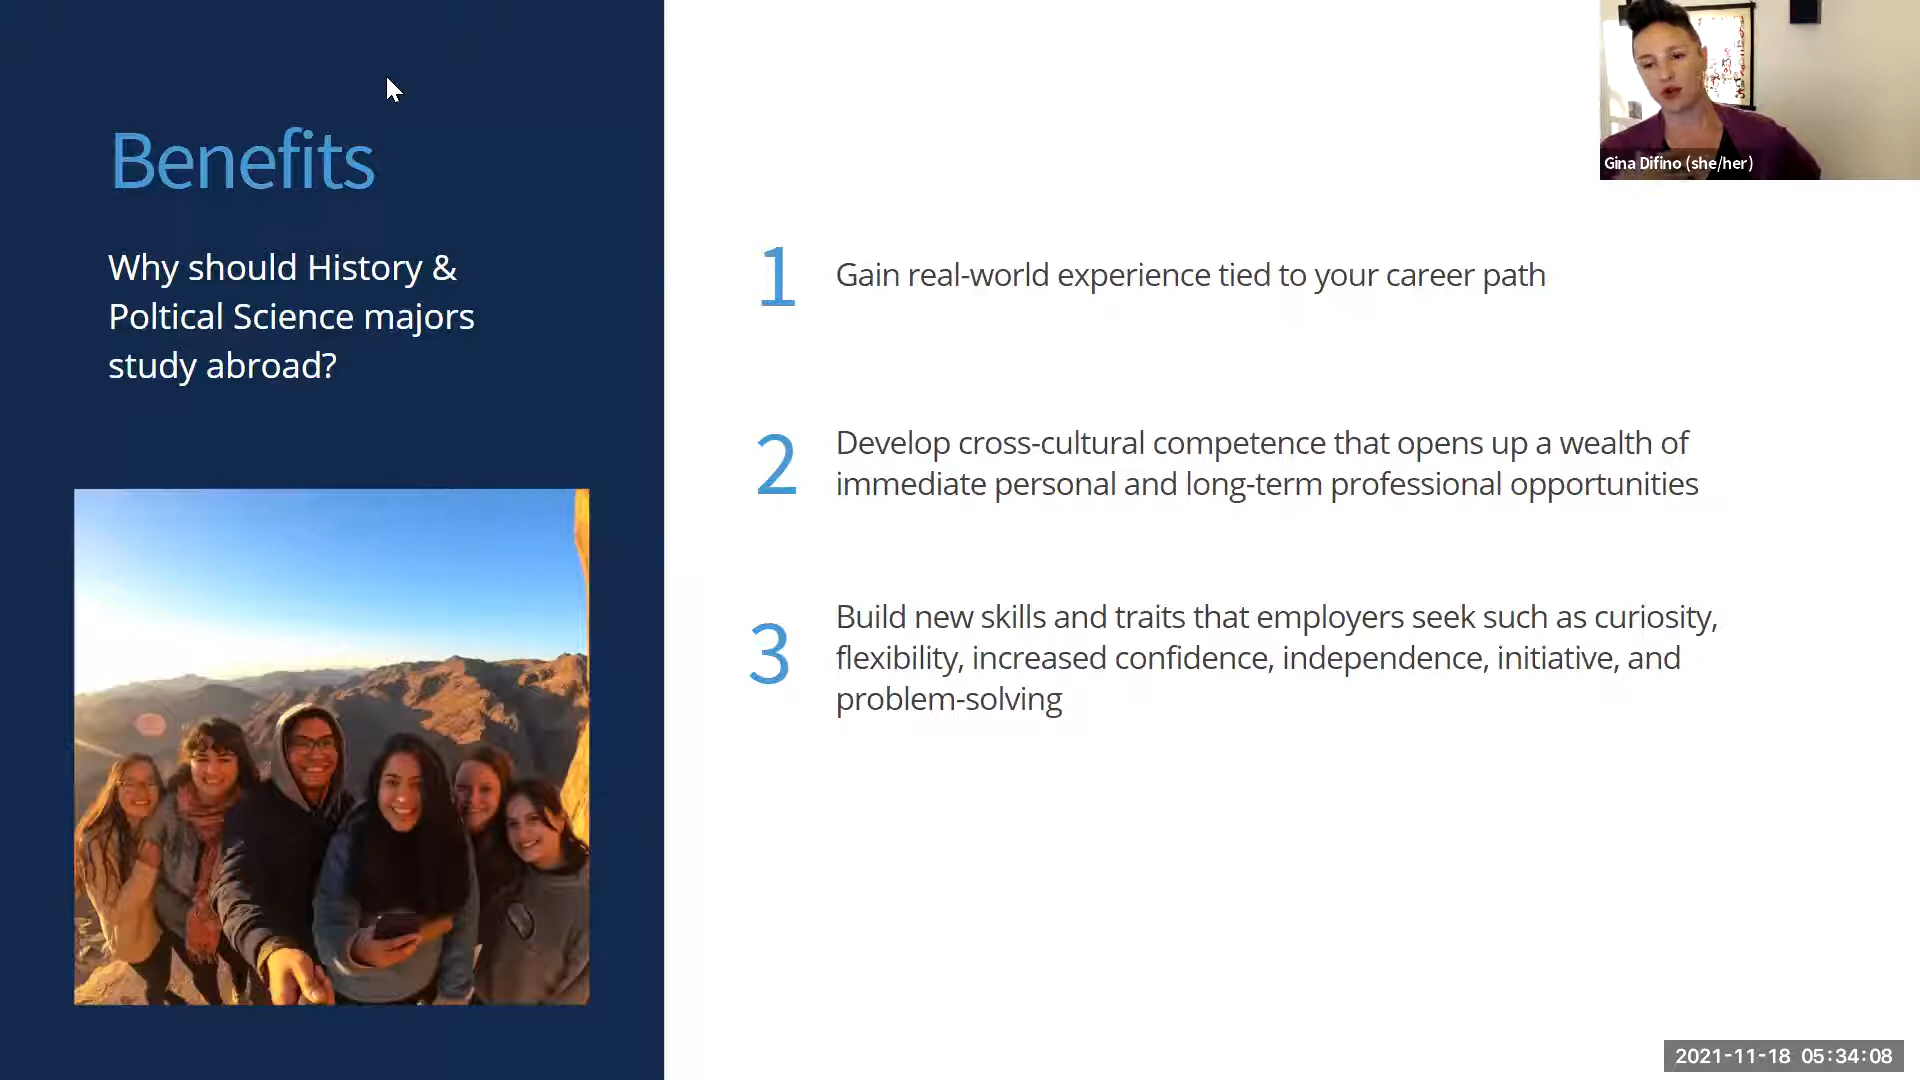 Benefits
Why should History &
Poltical Science majors
study abroad?
1
Gain real-world experience tied to your career path
2
Develop cross-cultural competence that opens up a wealth of
immediate personal and long-term professional opportunities
3
Build new skills and traits that employers seek such as curiosity,
flexibility, increased confidence, independence, initiative, and
problem-solving
Gina Difino (she/her)
2021-11-18 05:34:08